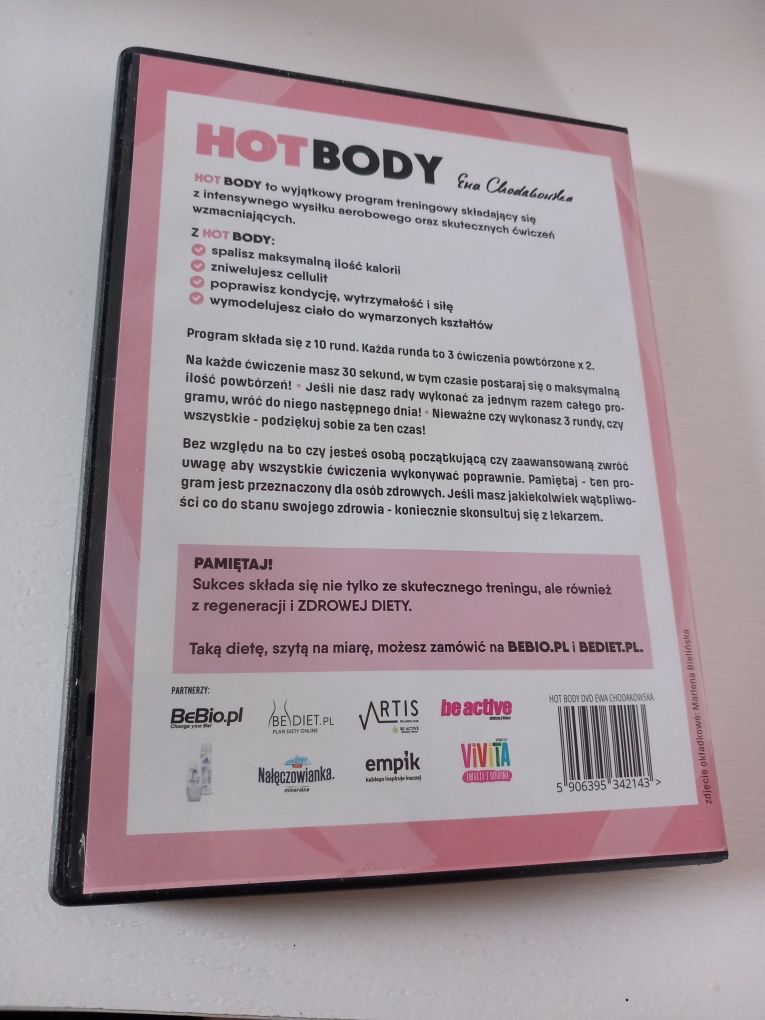 HOT BODY
Ewa Chodakowska
HOT BODY to wyjątkowy program treningowy składający się
z intensywnego wysiłku aerobowego oraz skutecznych ćwiczeń
wzmacniających.
Z HOT BODY:
spalisz maksymalną ilość kalorii
zniwelujesz cellulit
poprawisz kondycję, wytrzymałość i siłę
wymodelujesz ciało do wymarzonych kształtów
Program składa się z 10 rund. Każda runda to 3 ćwiczenia powtórzone x 2.
Na każde ćwiczenie masz 30 sekund, w tym czasie postaraj się o maksymalną
ilość powtórzeń! • Jeśli nie dasz rady wykonać za jednym razem całego pro-
gramu, wróć do niego następnego dnia! • Nieważne czy wykonasz 3 rundy, czy
wszystkie - podziękuj sobie za ten czas!
Bez względu na to czy jesteś osobą początkującą czy zaawansowaną zwróć
uwagę aby wszystkie ćwiczenia wykonywać poprawnie. Pamiętaj - ten pro-
gram jest przeznaczony dla osób zdrowych. Jeśli masz jakiekolwiek wątpliwo-
ści co do stanu swojego zdrowia - koniecznie skonsultuj się z lekarzem.
PAMIĘTAJ!
Sukces składa się nie tylko ze skutecznego treningu, ale również
z regeneracji i ZDROWEJ DIETY.
Taką dietę, szytą na miarę, możesz zamówić na BEBIO.PL i BEDIET.PL.
PARTNERZY:
BeBio.pl
Change your life!
BEDIET.PL
PLAN DIETY ONLINE
ARTIS
BE ACTIVE
be active
Nałęczowianka.
mineralna
empik
każdego inspiruje inaczej
ViViTA
HOT BODY DVD EWA CHODAKOWSKA
5 906395 342143 >
zdjęcie okładkowe: Marlena Bielińska